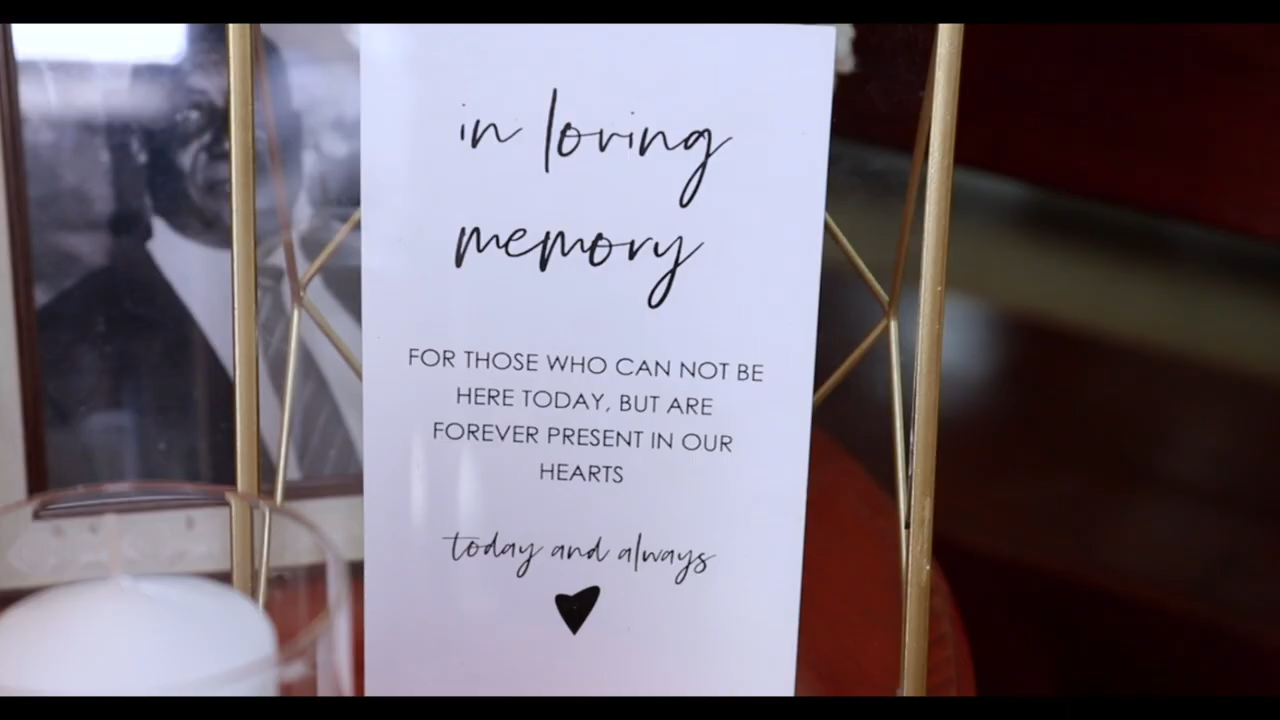 in loving
memory
FOR THOSE WHO CAN NOT BE
HERE TODAY, BUT ARE
FOREVER PRESENT IN OUR
HEARTS
today and always